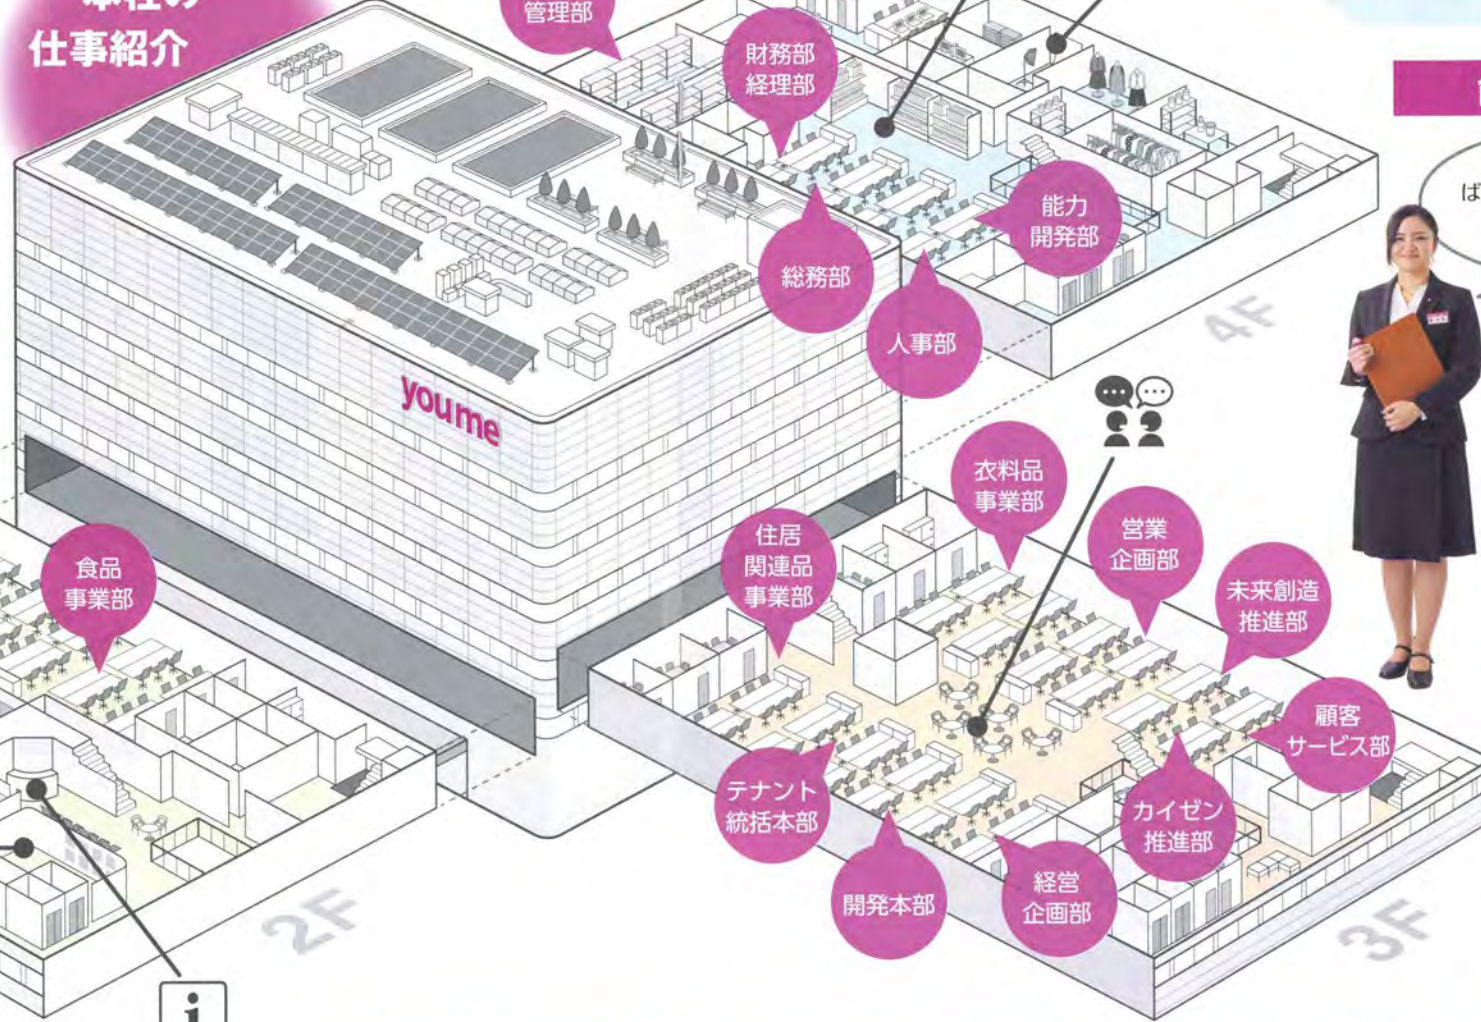 本社の
仕事紹介
管理部
財務部
経理部
総務部
能力
開発部
人事部
4F
youme
食品
事業部
2F
i
衣料品
事業部
住居
関連品
事業部
営業
企画部
未来創造
推進部
顧客
サービス部
テナント
統括本部
カイゼン
推進部
開発本部
経営
企画部
3F
ば